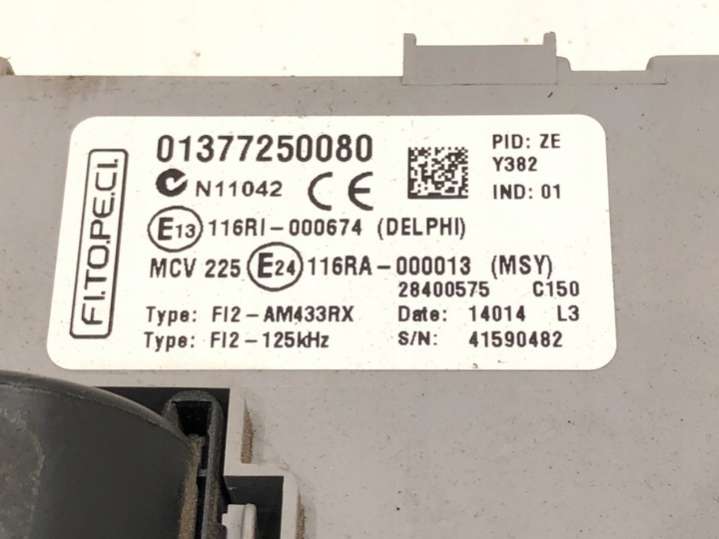 FI.TO.PE.C.I.
01377250080
N11042 CE
PID: ZE
Y382
IND: 01
E13 116RI-000674 (DELPHI)
MCV 225 E24 116RA-000013 (MSY)
28400575 C150
Type: FI2-AM433RX Date: 14014 L3
Type: FI2-125kHz S/N: 41590482